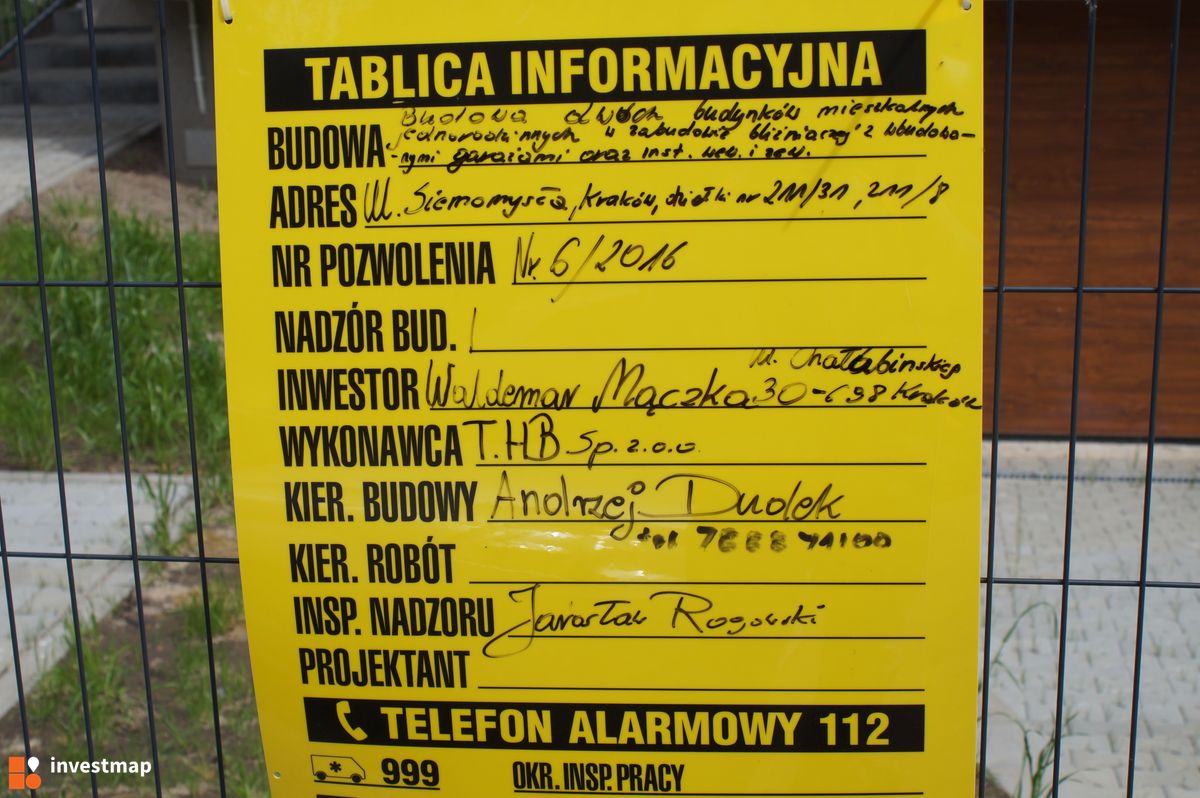 TABLICA INFORMACYJNA
Budowa dwóch budynków mieszkalnych
BUDOWA jednorodzinnych w zabudowie bliźniaczej z wbudowa-
-nymi garażami oraz inst. wew. i zew.
ADRES Ul. Siemomysła, Kraków, działki nr 211/31, 211/8
NR POZWOLENIA Nr. 6/2016
NADZÓR BUD.
ul. Chałubińskiego
INWESTOR Waldemar Mączka 30-698 Kraków
WYKONAWCA T.HB Sp. z.o.o.
KIER. BUDOWY Andrzej Dudek
KIER. ROBÓT
INSP. NADZORU Jarosław Rogowski
PROJEKTANT
TELEFON ALARMOWY 112
999 OKR. INSP. PRACY
investmap